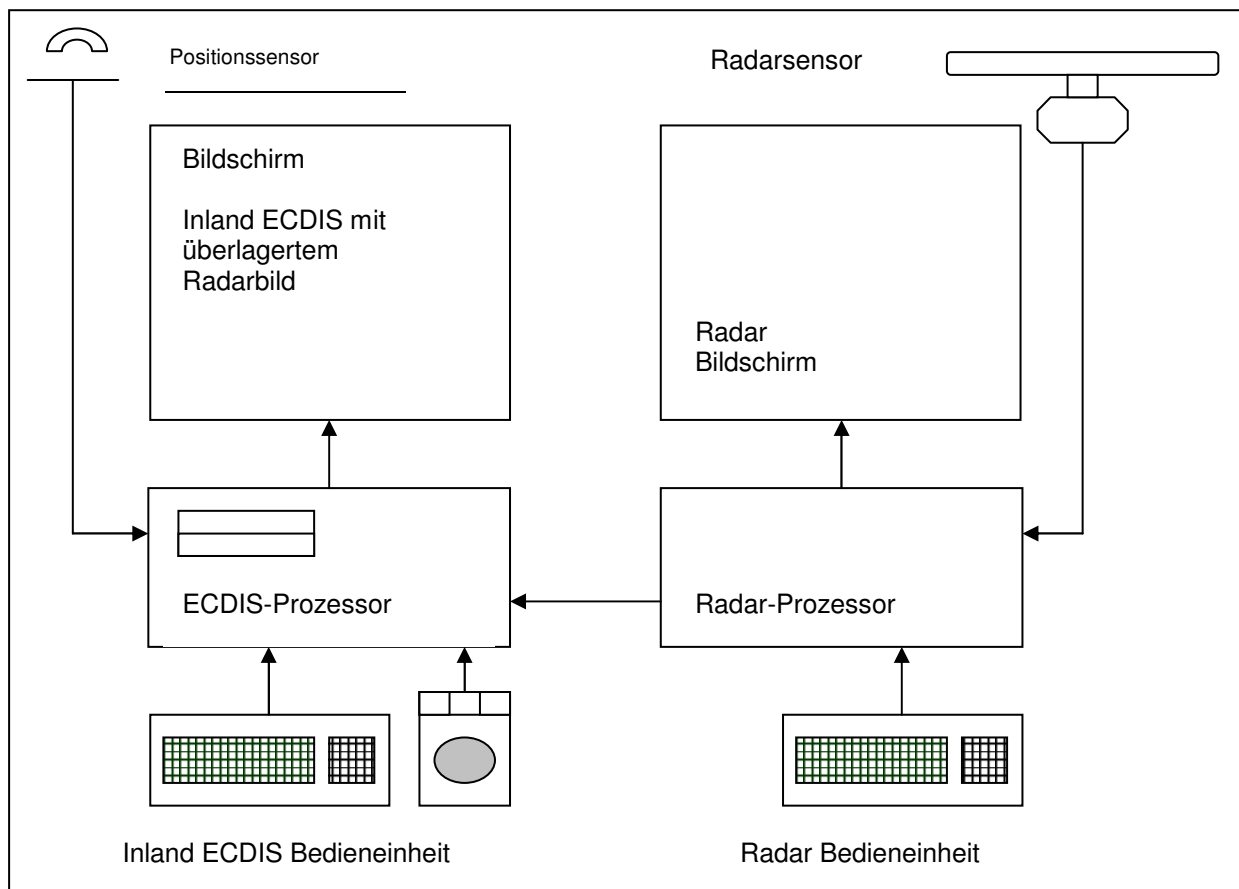 Positionssensor
Radarsensor
Bildschirm
Inland ECDIS mit
überlagertem
Radarbild
Radar
Bildschirm
ECDIS-Prozessor
Radar-Prozessor
Inland ECDIS Bedieneinheit
Radar Bedieneinheit